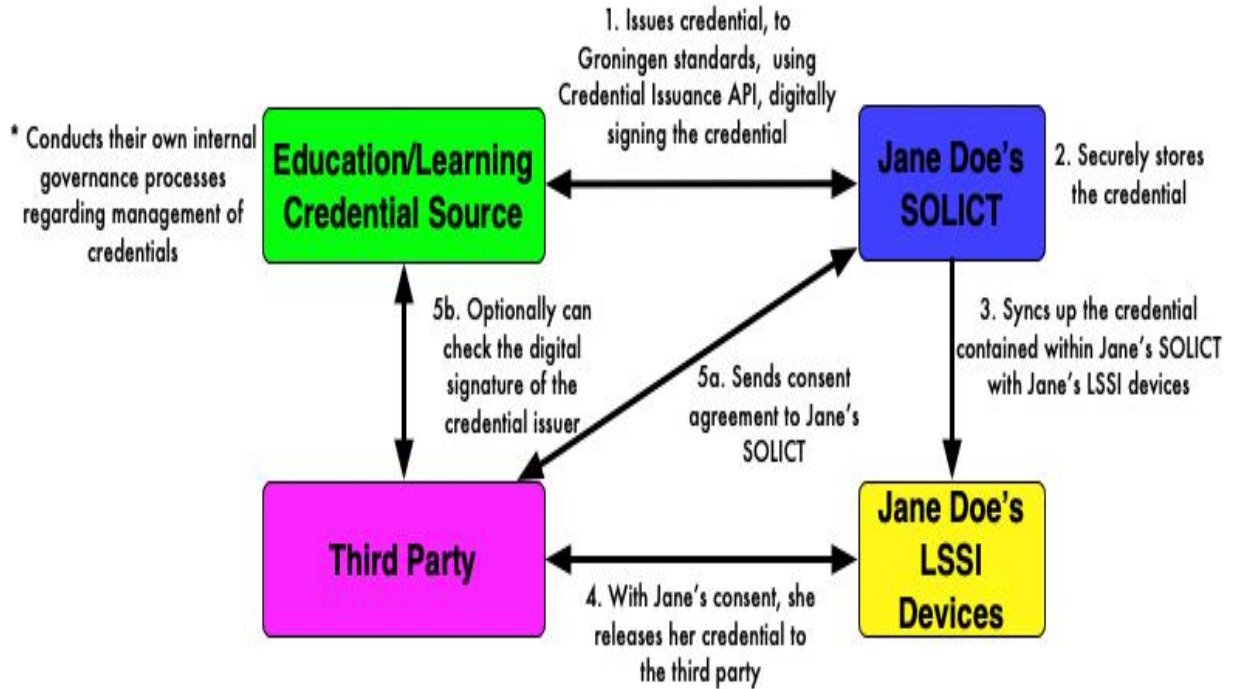 1. Issues credential, to
Groningen standards, using
Credential Issuance API, digitally
signing the credential
* Conducts their own internal
governance processes
regarding management of
credentials
Education/Learning
Credential Source
Jane Doe's
SOLICT
2. Securely stores
the credential
5b. Optionally can
check the digital
signature of the
credential issuer
5a. Sends consent
agreement to Jane's
SOLICT
3. Syncs up the credential
contained within Jane's SOLICT
with Jane's LSSI devices
Third Party
Jane Doe's
LSSI
Devices
4. With Jane's consent, she
releases her credential to
the third party